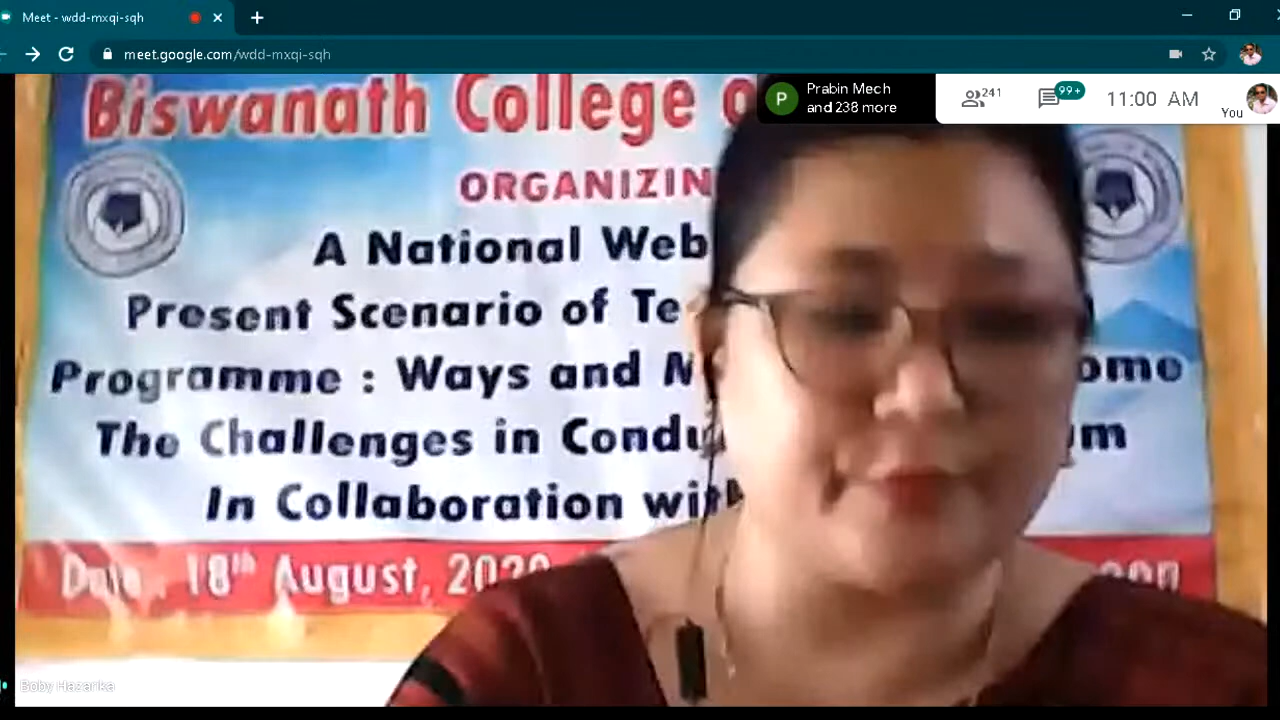 Meet - wdd-mxqi-sqh
meet.google.com/wdd-mxqi-sqh
Prabin Mech
and 238 more
P
241
99+
11:00 AM
You
Biswanath College
ORGANIZIN
A National Web
Present Scenario of Te
Programme : Ways and M ome
The Challenges in Condu um
In Collaboration with
Date : 18th August, 2020
Boby Hazarika